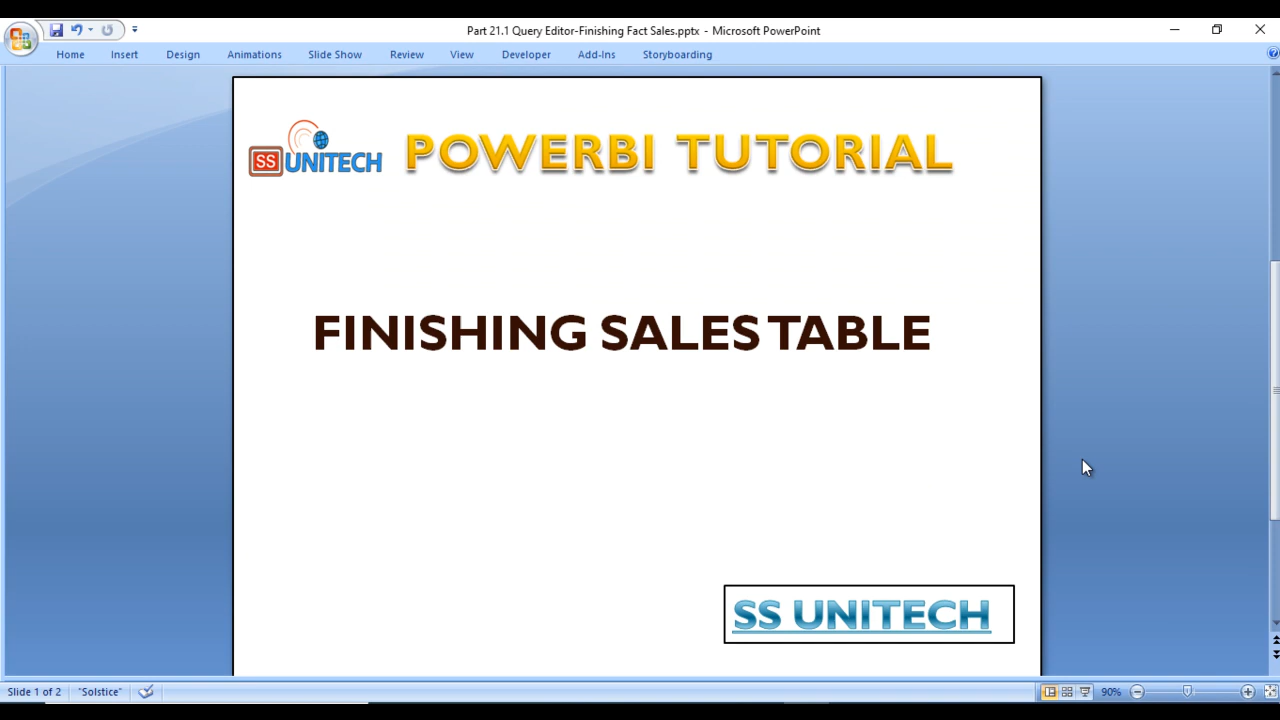 Part 21.1 Query Editor-Finishing Fact Sales.pptx - Microsoft PowerPoint
Home Insert Design Animations Slide Show Review View Developer Add-Ins Storyboarding
SS UNITECH POWERBI TUTORIAL
FINISHING SALES TABLE
SS UNITECH
Slide 1 of 2 "Solstice" 90%